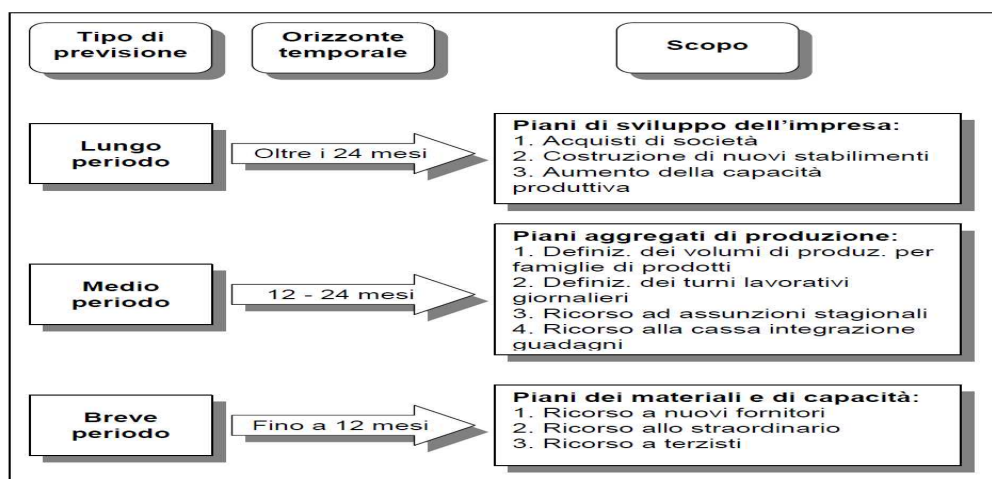 Tipo di
previsione
Orizzonte
temporale
Scopo
Lungo
periodo
Oltre i 24 mesi
Piani di sviluppo dell'impresa:
1. Acquisti di società
2. Costruzione di nuovi stabilimenti
3. Aumento della capacità
produttiva
Medio
periodo
12 - 24 mesi
Piani aggregati di produzione:
1. Definiz. dei volumi di produz. per
famiglie di prodotti
2. Definiz. dei turni lavorativi
giornalieri
3. Ricorso ad assunzioni stagionali
4. Ricorso alla cassa integrazione
guadagni
Breve
periodo
Fino a 12 mesi
Piani dei materiali e di capacità:
1. Ricorso a nuovi fornitori
2. Ricorso allo straordinario
3. Ricorso a terzisti